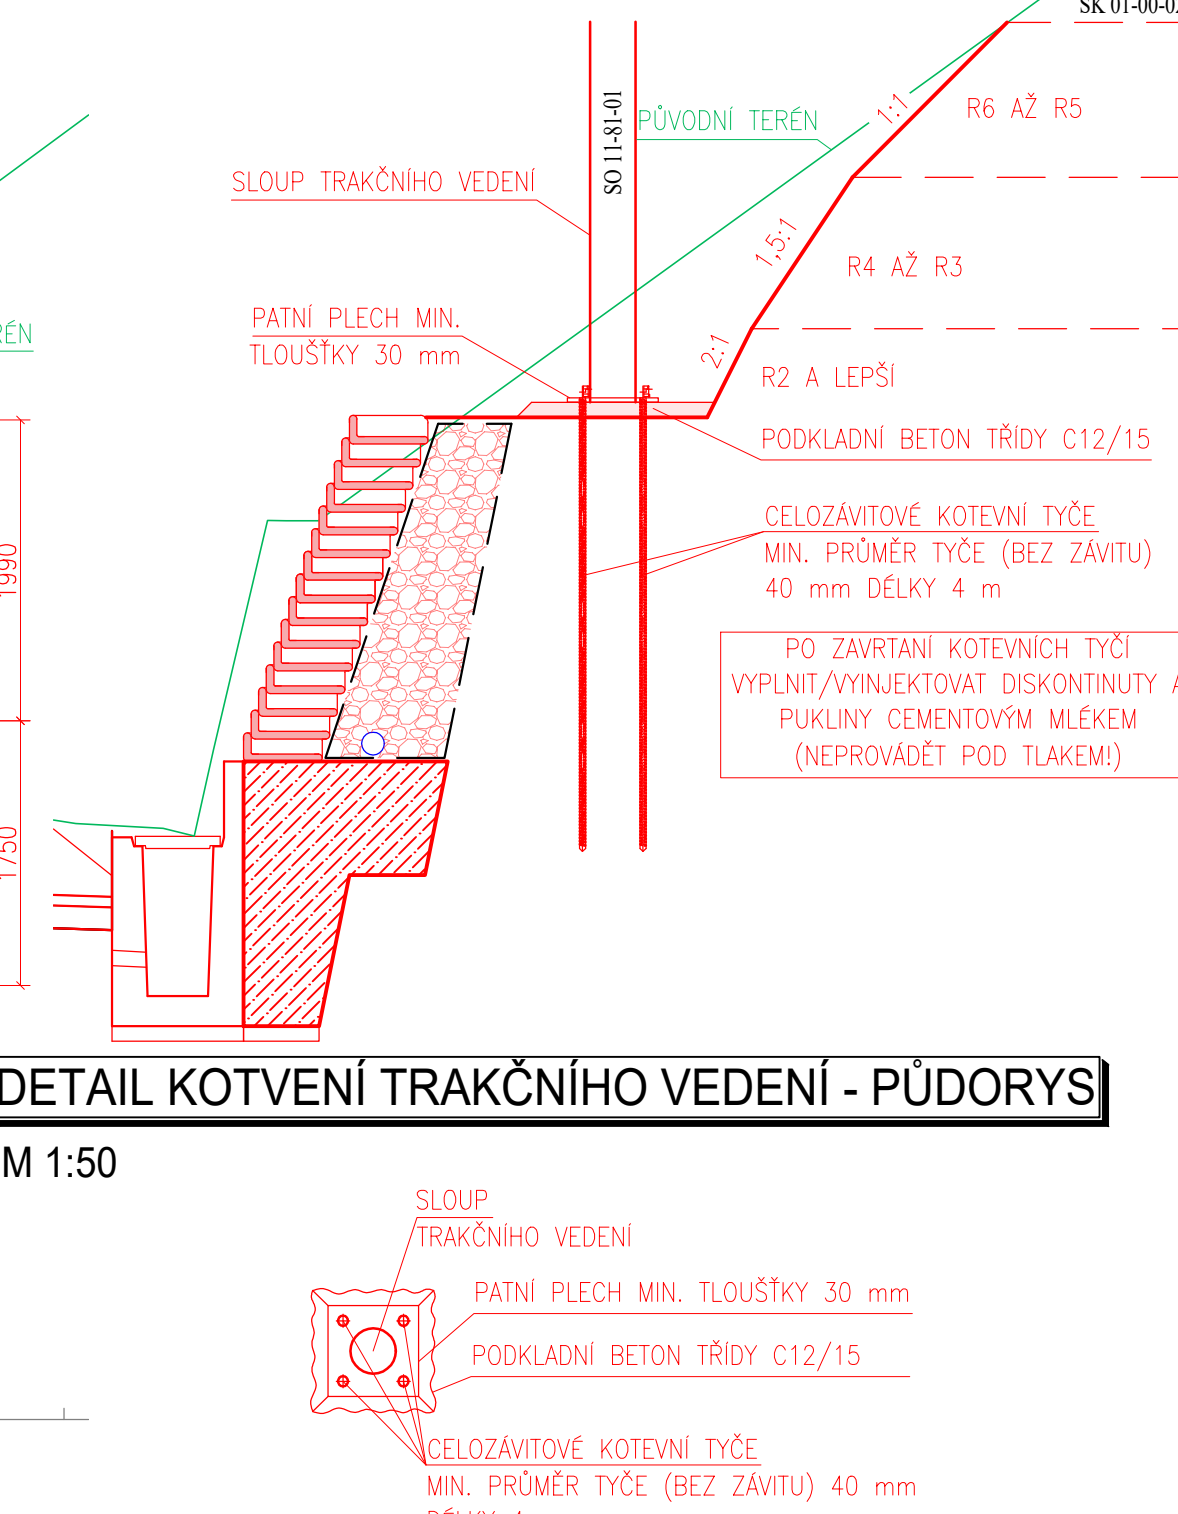 SK 01-00-02
R6 AŽ R5
1:1
PŮVODNÍ TERÉN
SO 11-81-01
SLOUP TRAKČNÍHO VEDENÍ
1,5:1
R4 AŽ R3
PATNÍ PLECH MIN.
TLOUŠŤKY 30 mm
2:1
R2 A LEPŠÍ
PODKLADNÍ BETON TŘÍDY C12/15
CELOZÁVITOVÉ KOTEVNÍ TYČE
MIN. PRŮMĚR TYČE (BEZ ZÁVITU)
40 mm DÉLKY 4 m
1990
PO ZAVRTANÍ KOTEVNÍCH TYČÍ
VYPLNIT/VYINJEKTOVAT DISKONTINUTY A
PUKLINY CEMENTOVÝM MLÉKEM
(NEPROVÁDĚT POD TLAKEM!)
1750
DETAIL KOTVENÍ TRAKČNÍHO VEDENÍ - PŮDORYS
M 1:50
SLOUP
TRAKČNÍHO VEDENÍ
PATNÍ PLECH MIN. TLOUŠŤKY 30 mm
PODKLADNÍ BETON TŘÍDY C12/15
CELOZÁVITOVÉ KOTEVNÍ TYČE
MIN. PRŮMĚR TYČE (BEZ ZÁVITU) 40 mm